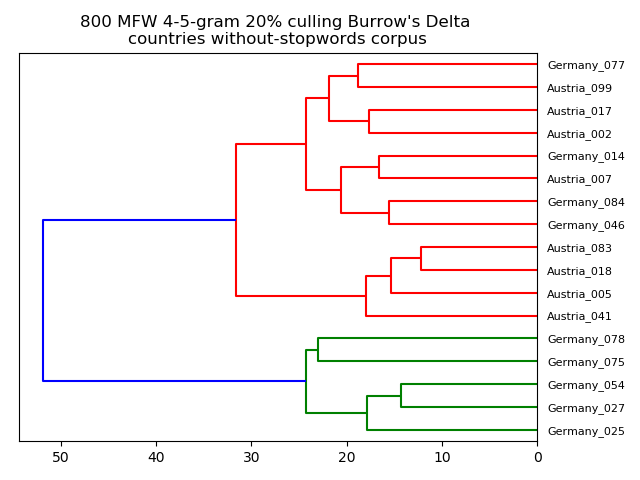 800 MFW 4-5-gram 20% culling Burrow's Delta
countries without-stopwords corpus
Germany_077
Austria_099
Austria_017
Austria_002
Germany_014
Austria_007
Germany_084
Germany_046
Austria_083
Austria_018
Austria_005
Austria_041
Germany_078
Germany_075
Germany_054
Germany_027
Germany_025
50 40 30 20 10 0